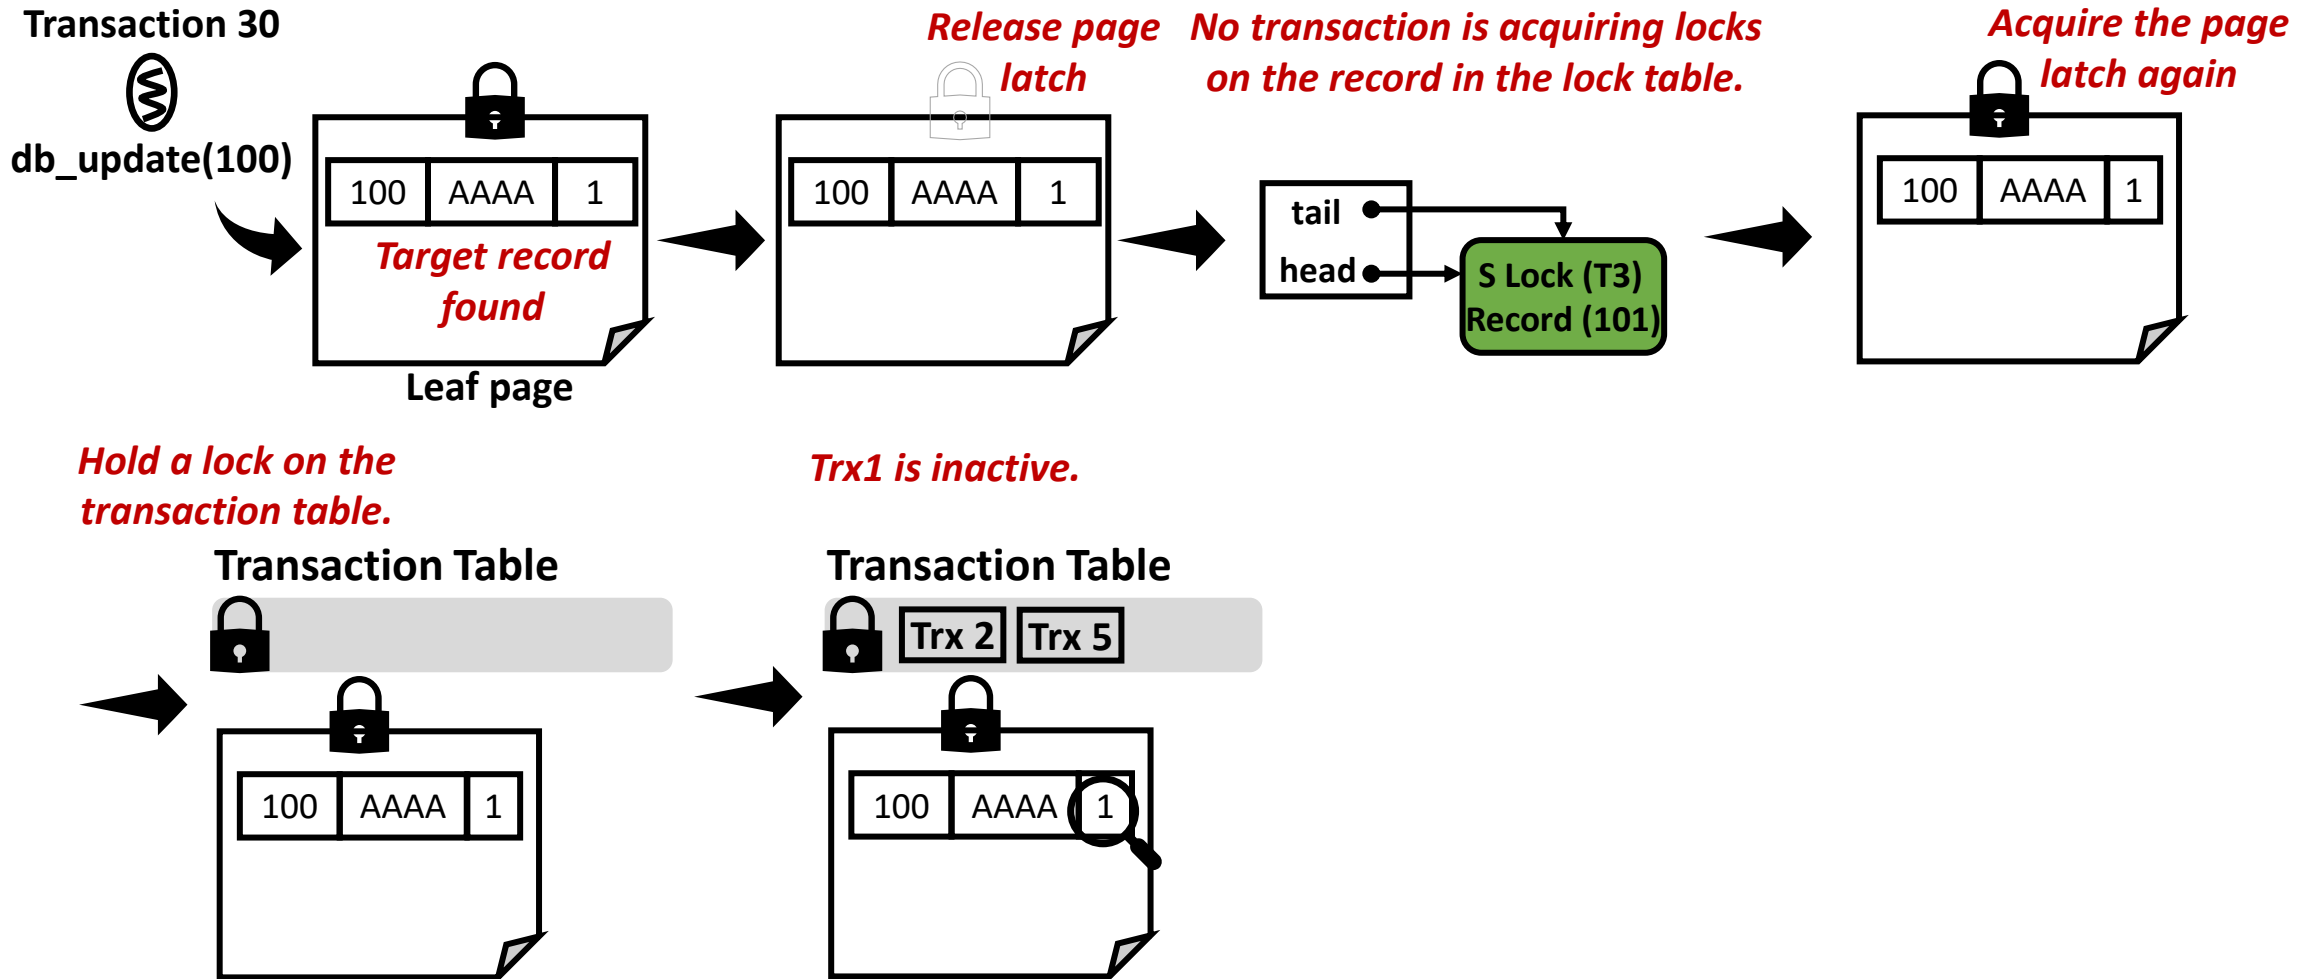 Transaction 30
db_update(100)
100 AAAA 1
Target record
found
Leaf page
Release page
latch
100 AAAA 1
No transaction is acquiring locks
on the record in the lock table.
tail
head
S Lock (T3)
Record (101)
Acquire the page
latch again
100 AAAA 1
Hold a lock on the
transaction table.
Transaction Table
100 AAAA 1
Trx1 is inactive.
Transaction Table
Trx 2 Trx 5
100 AAAA 1